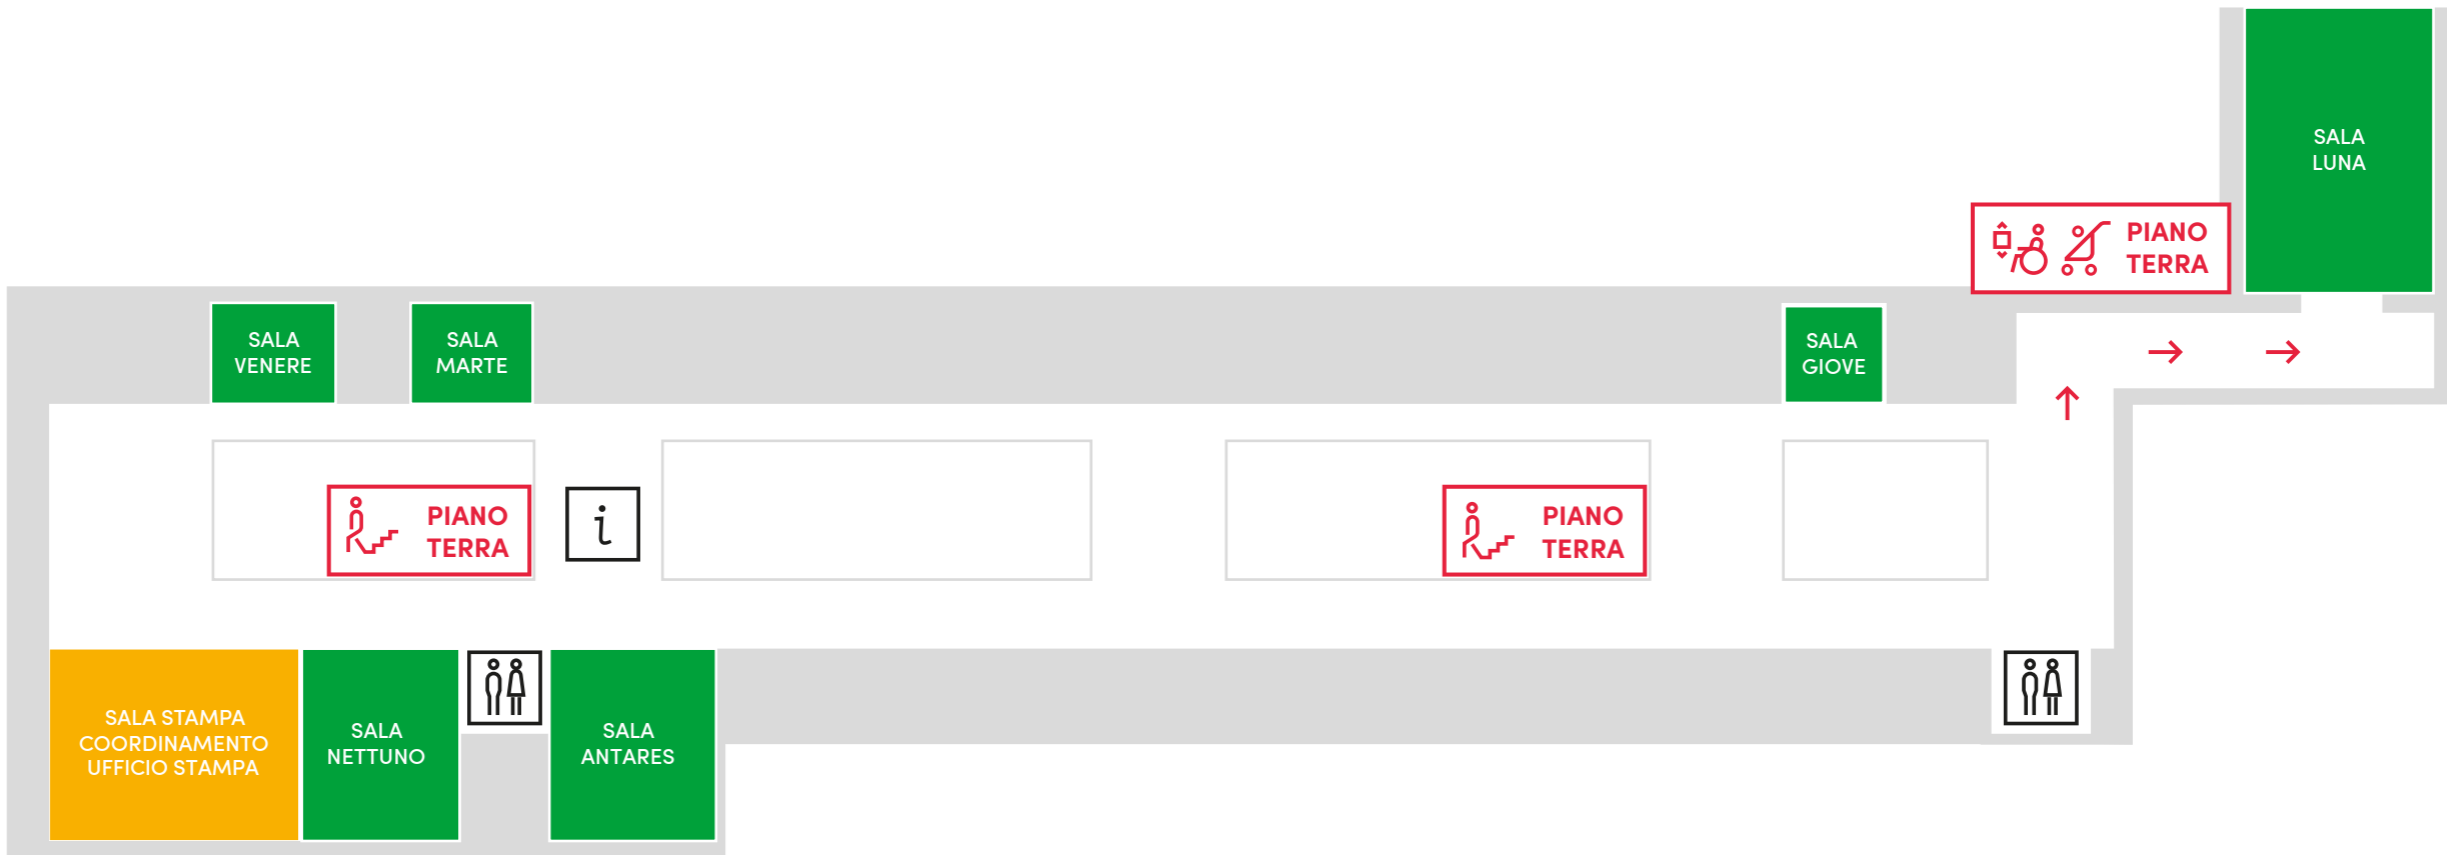 SALA
LUNA
PIANO
TERRA
SALA
VENERE
SALA
MARTE
SALA
GIOVE
PIANO
TERRA
i
PIANO
TERRA
SALA STAMPA
COORDINAMENTO
UFFICIO STAMPA
SALA
NETTUNO
SALA
ANTARES